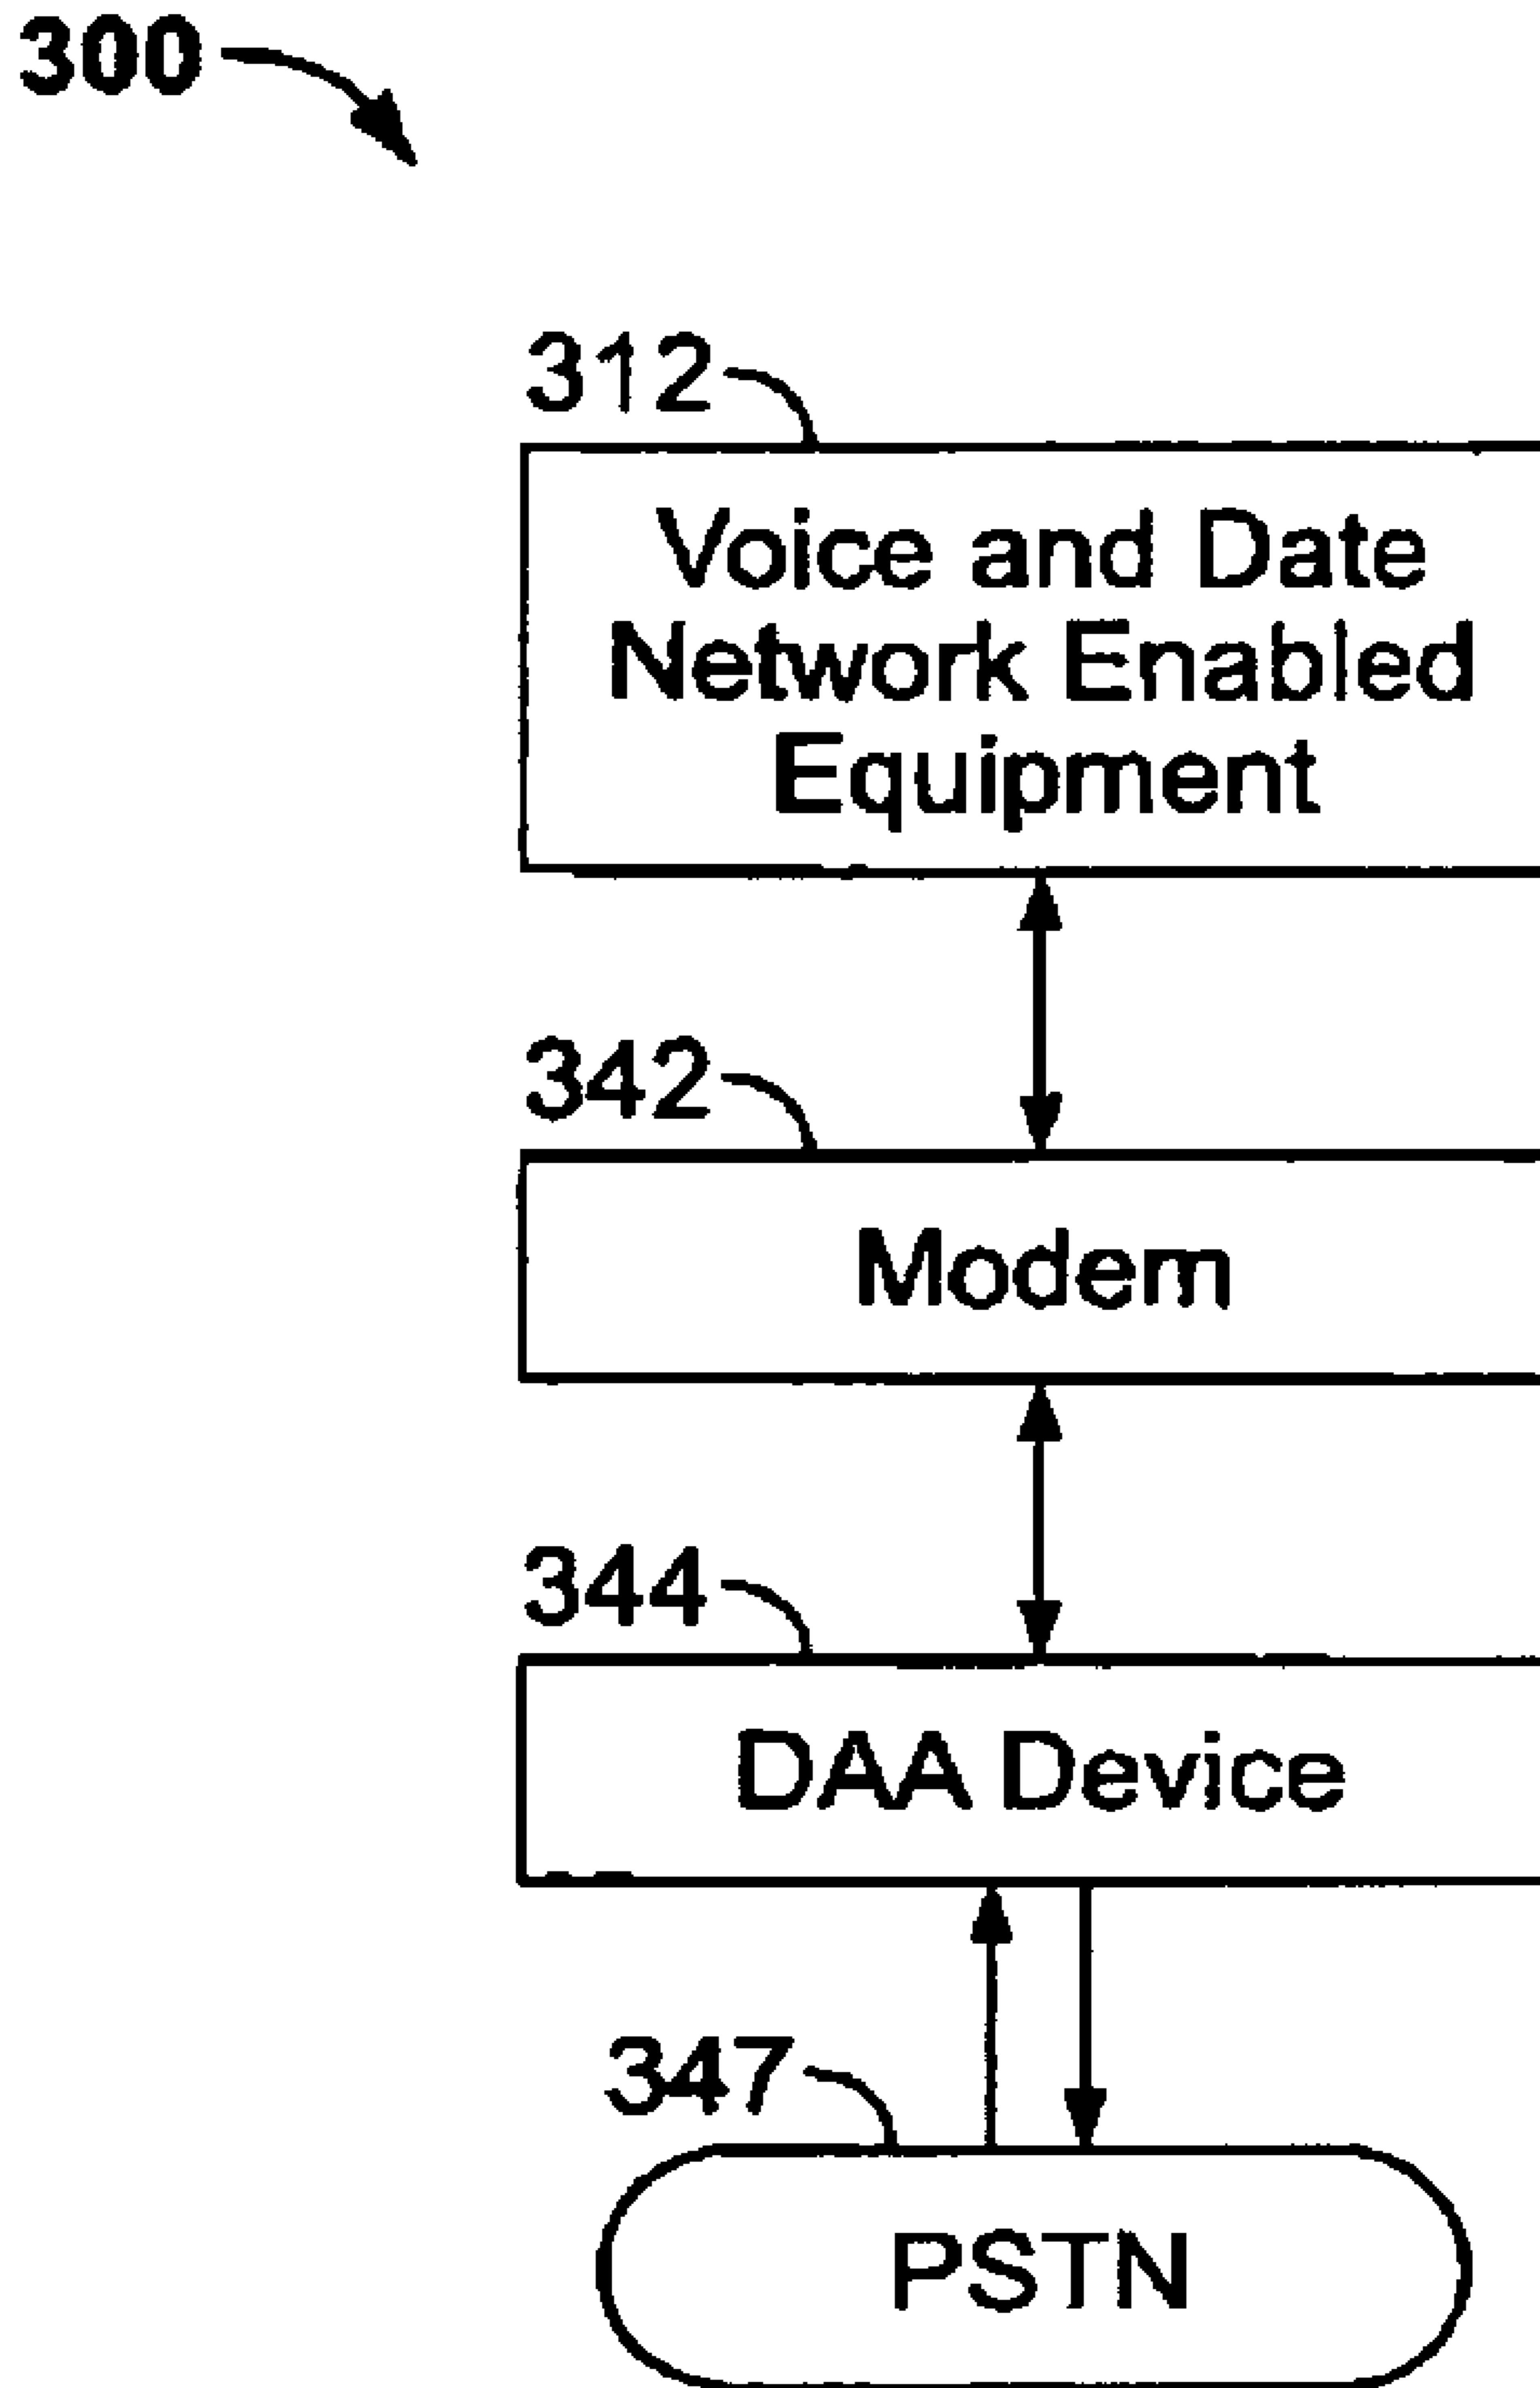 300
312
Voice and Date
Network Enabled
Equipment
342
Modem
344
DAA Device
347
PSTN